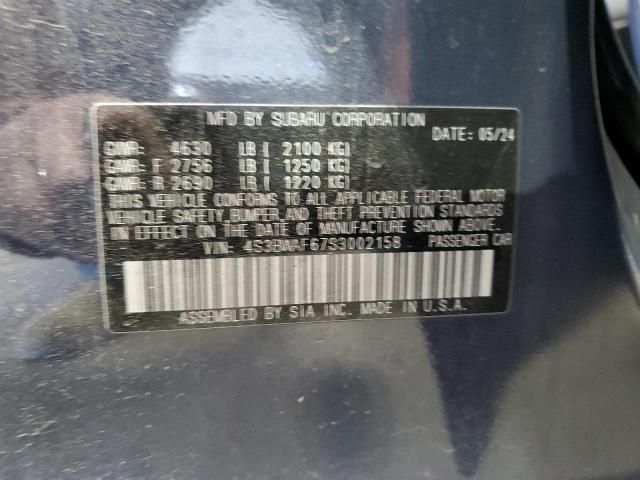 MFD BY SUBARU CORPORATION
DATE: 05/24
GVWR: 4630 LB ( 2100 KG)
GAWR: F 2756 LB ( 1250 KG)
GAWR: R 2690 LB ( 1220 KG)
THIS VEHICLE CONFORMS TO ALL APPLICABLE FEDERAL MOTOR
VEHICLE SAFETY, BUMPER AND THEFT PREVENTION STANDARDS
IN EFFECT ON THE DATE OF MANUFACTURE SHOWN ABOVE.
VIN: 4S3BWAF67S3002158 PASSENGER CAR
ASSEMBLED BY SIA INC. MADE IN U.S.A.